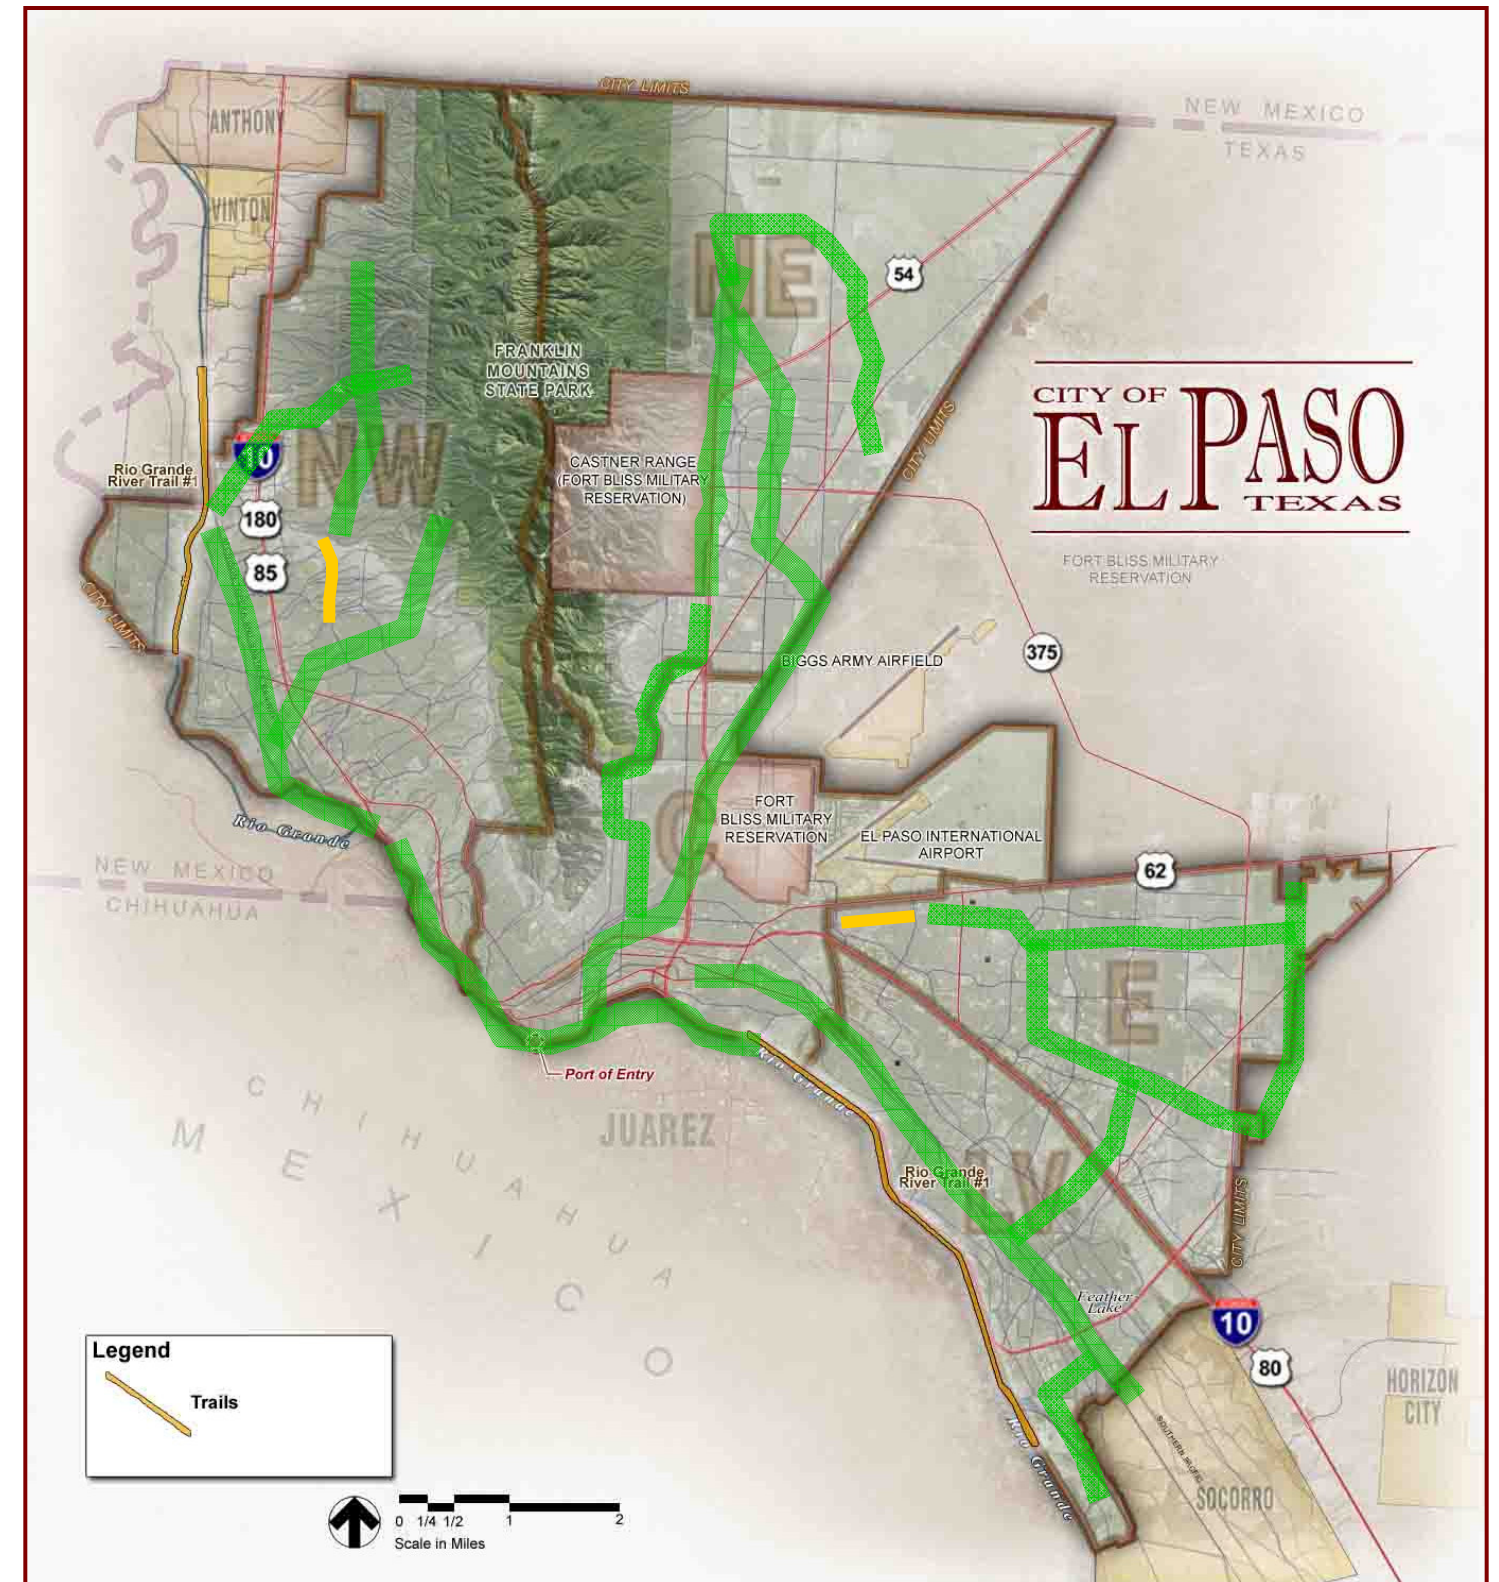 CITY LIMITS
NEW MEXICO
TEXAS
ANTHONY
VINTON
NE
54
FRANKLIN
MOUNTAINS
STATE PARK
CITY OF
EL PASO
TEXAS
CITY LIMITS
10
NW
Rio Grande
River Trail #1
CASTNER RANGE
(FORT BLISS MILITARY
RESERVATION)
180
85
FORT BLISS MILITARY
RESERVATION
CITY LIMITS
375
BIGGS ARMY AIRFIELD
Rio Grande
C
FORT
BLISS MILITARY
RESERVATION
EL PASO INTERNATIONAL
AIRPORT
62
NEW MEXICO
CHIHUAHUA
E
Port of Entry
Rio Grande
JUAREZ
CHIHUAHUA
MEXICO
Rio Grande
River Trail #1
LV
CITY LIMITS
Feather
Lake
10
80
HORIZON
CITY
Legend
Trails
Rio Grande
SOUTHERN PACIFIC
SOCORRO
0 1/4 1/2 1 2
Scale in Miles